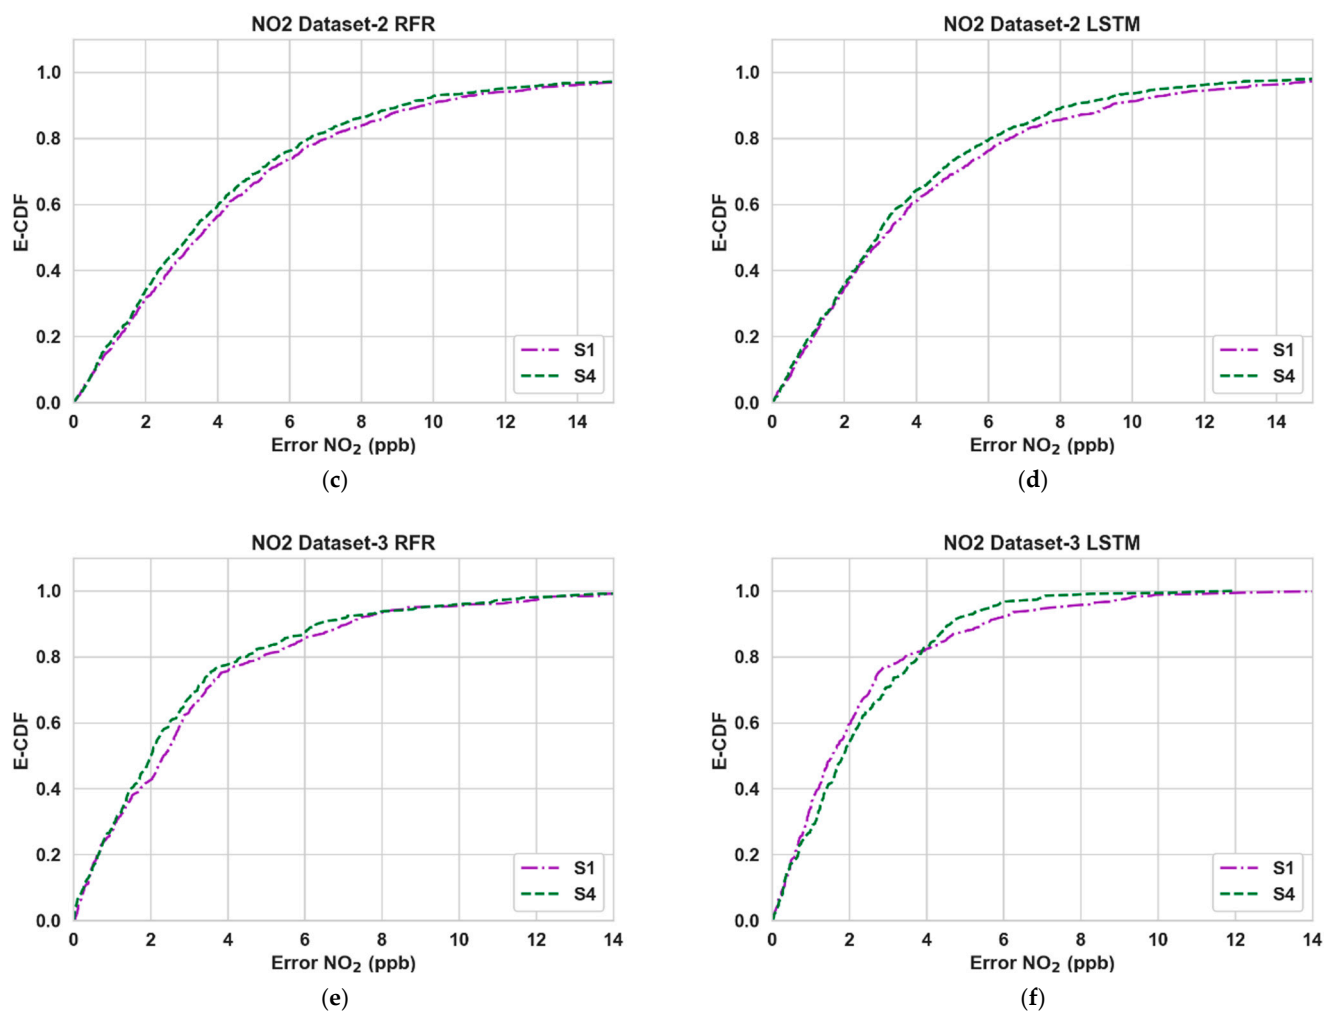 NO2 Dataset-2 RFR
1.0
0.8
0.6
0.4
0.2
0.0
E-CDF
S1
S4
0 2 4 6 8 10 12 14
Error NO₂ (ppb)
(c)
NO2 Dataset-2 LSTM
1.0
0.8
0.6
0.4
0.2
0.0
E-CDF
S1
S4
0 2 4 6 8 10 12 14
Error NO₂ (ppb)
(d)
NO2 Dataset-3 RFR
1.0
0.8
0.6
0.4
0.2
0.0
E-CDF
S1
S4
0 2 4 6 8 10 12 14
Error NO₂ (ppb)
(e)
NO2 Dataset-3 LSTM
1.0
0.8
0.6
0.4
0.2
0.0
E-CDF
S1
S4
0 2 4 6 8 10 12 14
Error NO₂ (ppb)
(f)